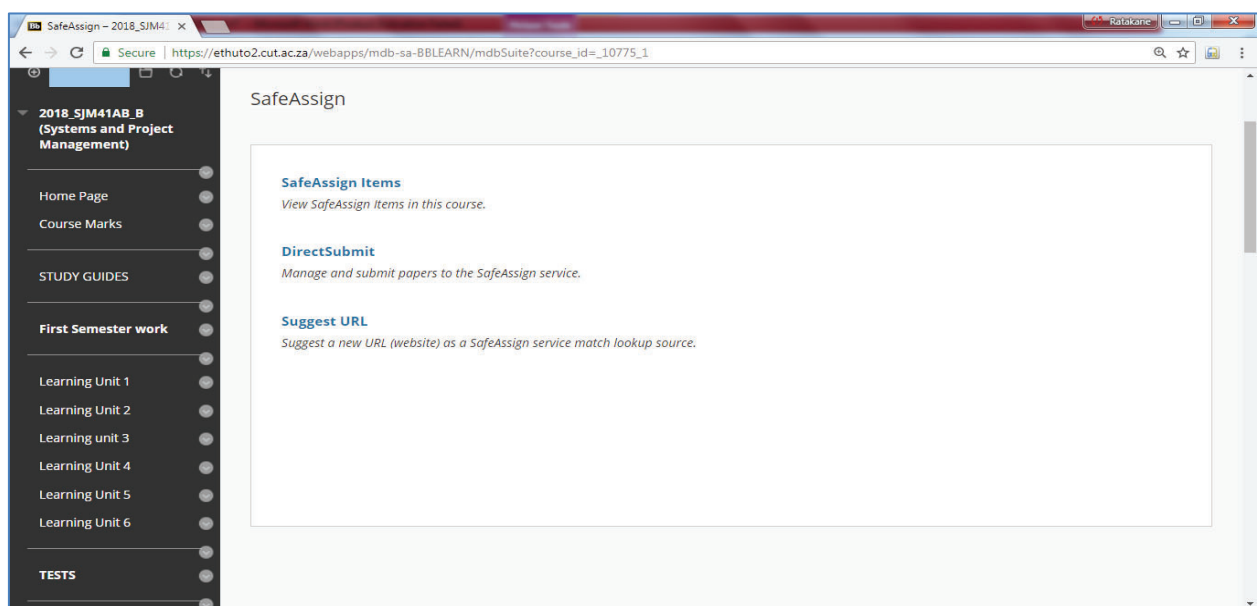 SafeAssign – 2018_SJM4
Ratakane
Secure | https://ethuto2.cut.ac.za/webapps/mdb-sa-BBLEARN/mdbSuite?course_id=_10775_1
2018_SJM41AB_B
(Systems and Project
Management)
Home Page
Course Marks
STUDY GUIDES
First Semester work
Learning Unit 1
Learning Unit 2
Learning unit 3
Learning Unit 4
Learning Unit 5
Learning Unit 6
TESTS
SafeAssign
SafeAssign Items
View SafeAssign Items in this course.
DirectSubmit
Manage and submit papers to the SafeAssign service.
Suggest URL
Suggest a new URL (website) as a SafeAssign service match lookup source.